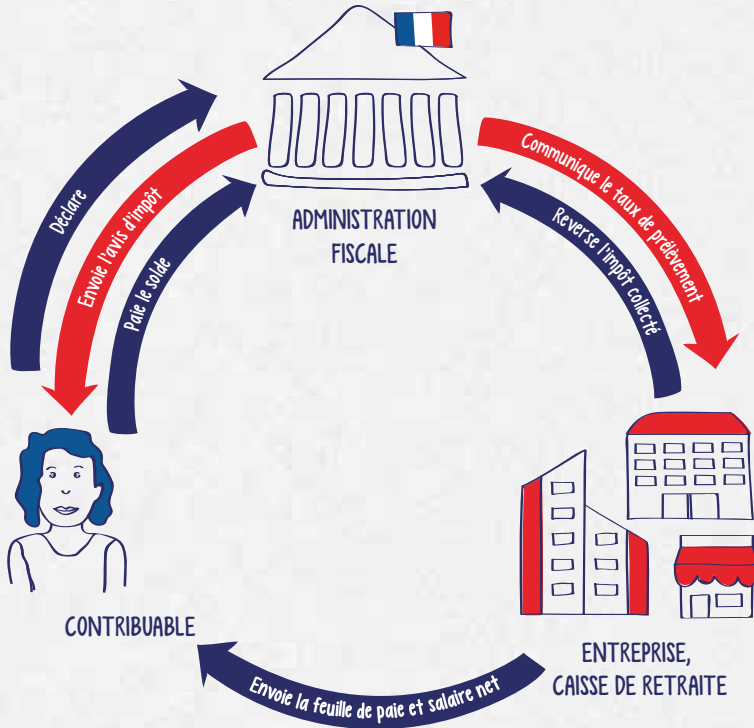 ADMINISTRATION
FISCALE
Déclare
Envoie l'avis d'impôt
Paie le solde
Communique le taux de prélèvement
Reverse l'impôt collecté
CONTRIBUABLE
ENTREPRISE,
CAISSE DE RETRAITE
Envoie la feuille de paie et salaire net